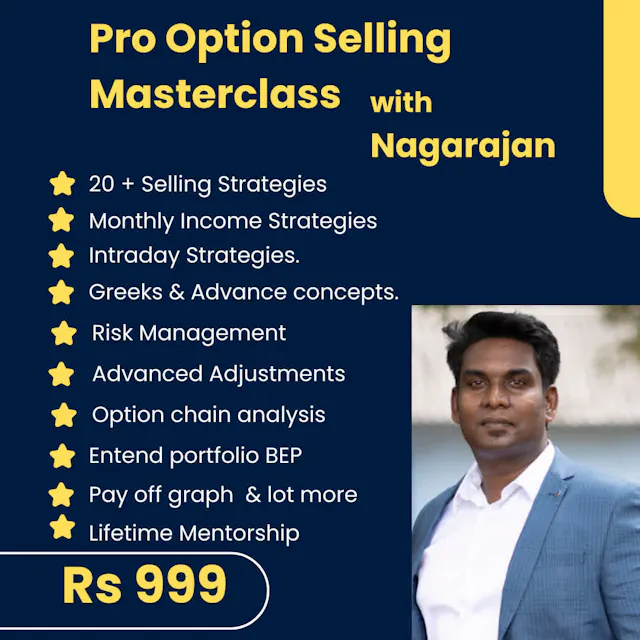 Pro Option Selling
Masterclass with
Nagarajan
20 + Selling Strategies
Monthly Income Strategies
Intraday Strategies.
Greeks & Advance concepts.
Risk Management
Advanced Adjustments
Option chain analysis
Entend portfolio BEP
Pay off graph & lot more
Lifetime Mentorship
Rs 999